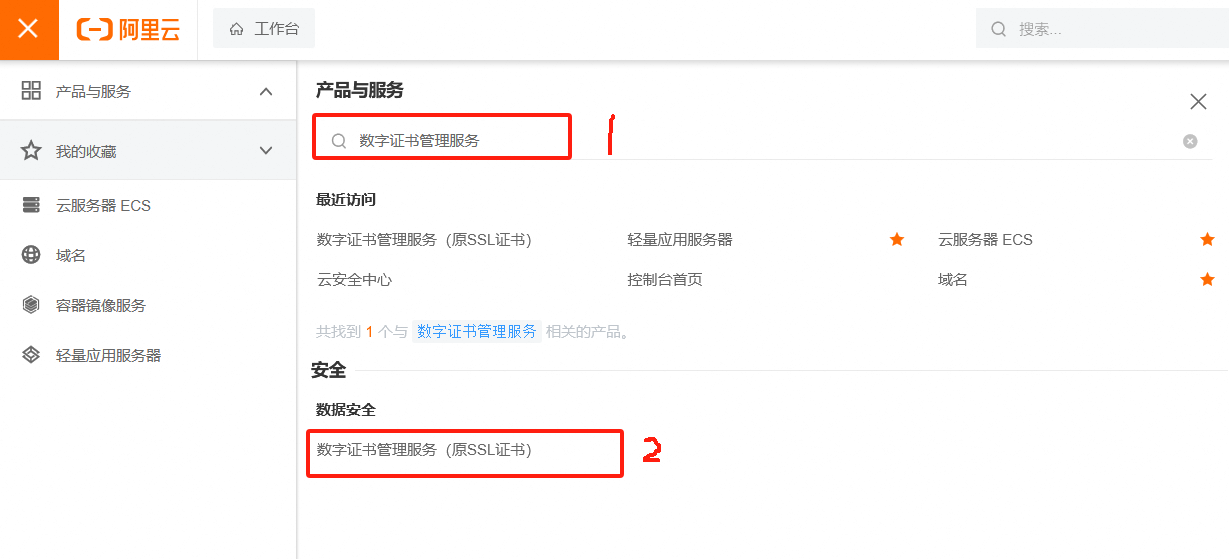 阿里云 工作台 搜索...
产品与服务
我的收藏
云服务器 ECS
域名
容器镜像服务
轻量应用服务器
产品与服务
数字证书管理服务 1
最近访问
数字证书管理服务（原SSL证书） 轻量应用服务器 云服务器 ECS
云安全中心 控制台首页 域名
共找到 1 个与 数字证书管理服务 相关的产品。
安全
数据安全
数字证书管理服务（原SSL证书） 2